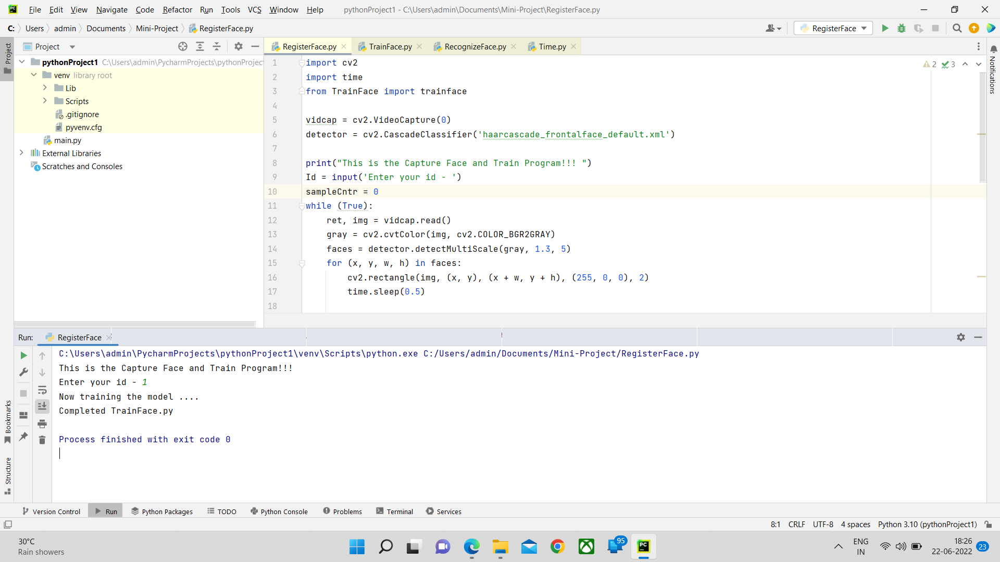 File Edit View Navigate Code Refactor Run Tools VCS Window Help pythonProject1 - C:\Users\admin\Documents\Mini-Project\RegisterFace.py
C: Users admin Documents Mini-Project RegisterFace.py
RegisterFace
Project
RegisterFace.py TrainFace.py RecognizeFace.py Time.py
Project
Notifications
pythonProject1 C:\Users\admin\PycharmProjects\pythonProject
venv library root
Lib
Scripts
.gitignore
pyvenv.cfg
main.py
External Libraries
Scratches and Consoles
2 3
1 import cv2
2 import time
3 from TrainFace import trainface
4
5 vidcap = cv2.VideoCapture(0)
6 detector = cv2.CascadeClassifier('haarcascade_frontalface_default.xml')
7
8 print("This is the Capture Face and Train Program!!! ")
9 Id = input('Enter your id - ')
10 sampleCntr = 0
11 while (True):
12 ret, img = vidcap.read()
13 gray = cv2.cvtColor(img, cv2.COLOR_BGR2GRAY)
14 faces = detector.detectMultiScale(gray, 1.3, 5)
15 for (x, y, w, h) in faces:
16 cv2.rectangle(img, (x, y), (x + w, y + h), (255, 0, 0), 2)
17 time.sleep(0.5)
18
Run: RegisterFace
C:\Users\admin\PycharmProjects\pythonProject1\venv\Scripts\python.exe C:/Users/admin/Documents/Mini-Project/RegisterFace.py
This is the Capture Face and Train Program!!!
Enter your id - 1
Now training the model ....
Completed TrainFace.py
Process finished with exit code 0
Bookmarks
Structure
Version Control Run Python Packages TODO Python Console Problems Terminal Services
8:1 CRLF UTF-8 4 spaces Python 3.10 (pythonProject1)
30°C
Rain showers
PC
95
PC
ENG
IN
18:26
22-06-2022
23